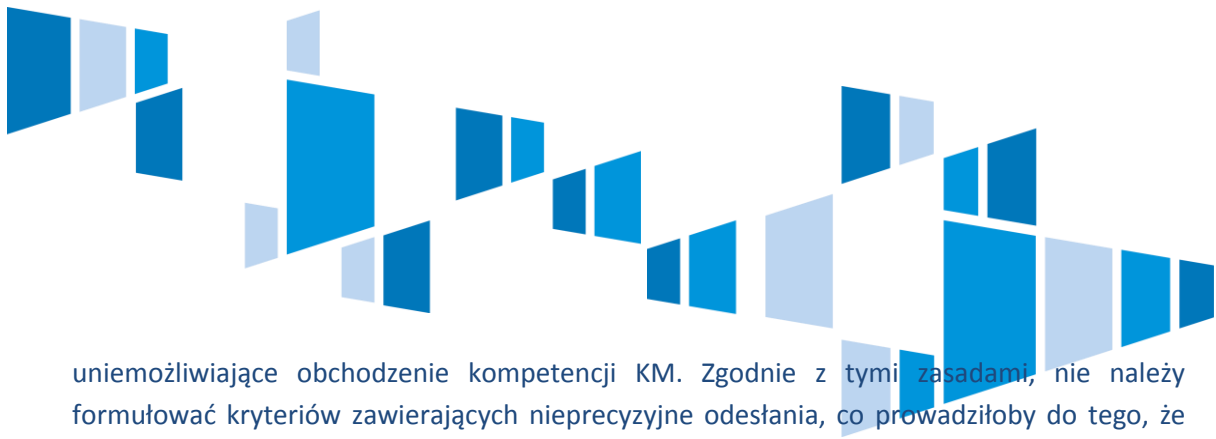 uniemożliwiające obchodzenie kompetencji KM. Zgodnie z tymi zasadami, nie należy
formułować kryteriów zawierających nieprecyzyjne odesłania, co prowadziłoby do tego, że